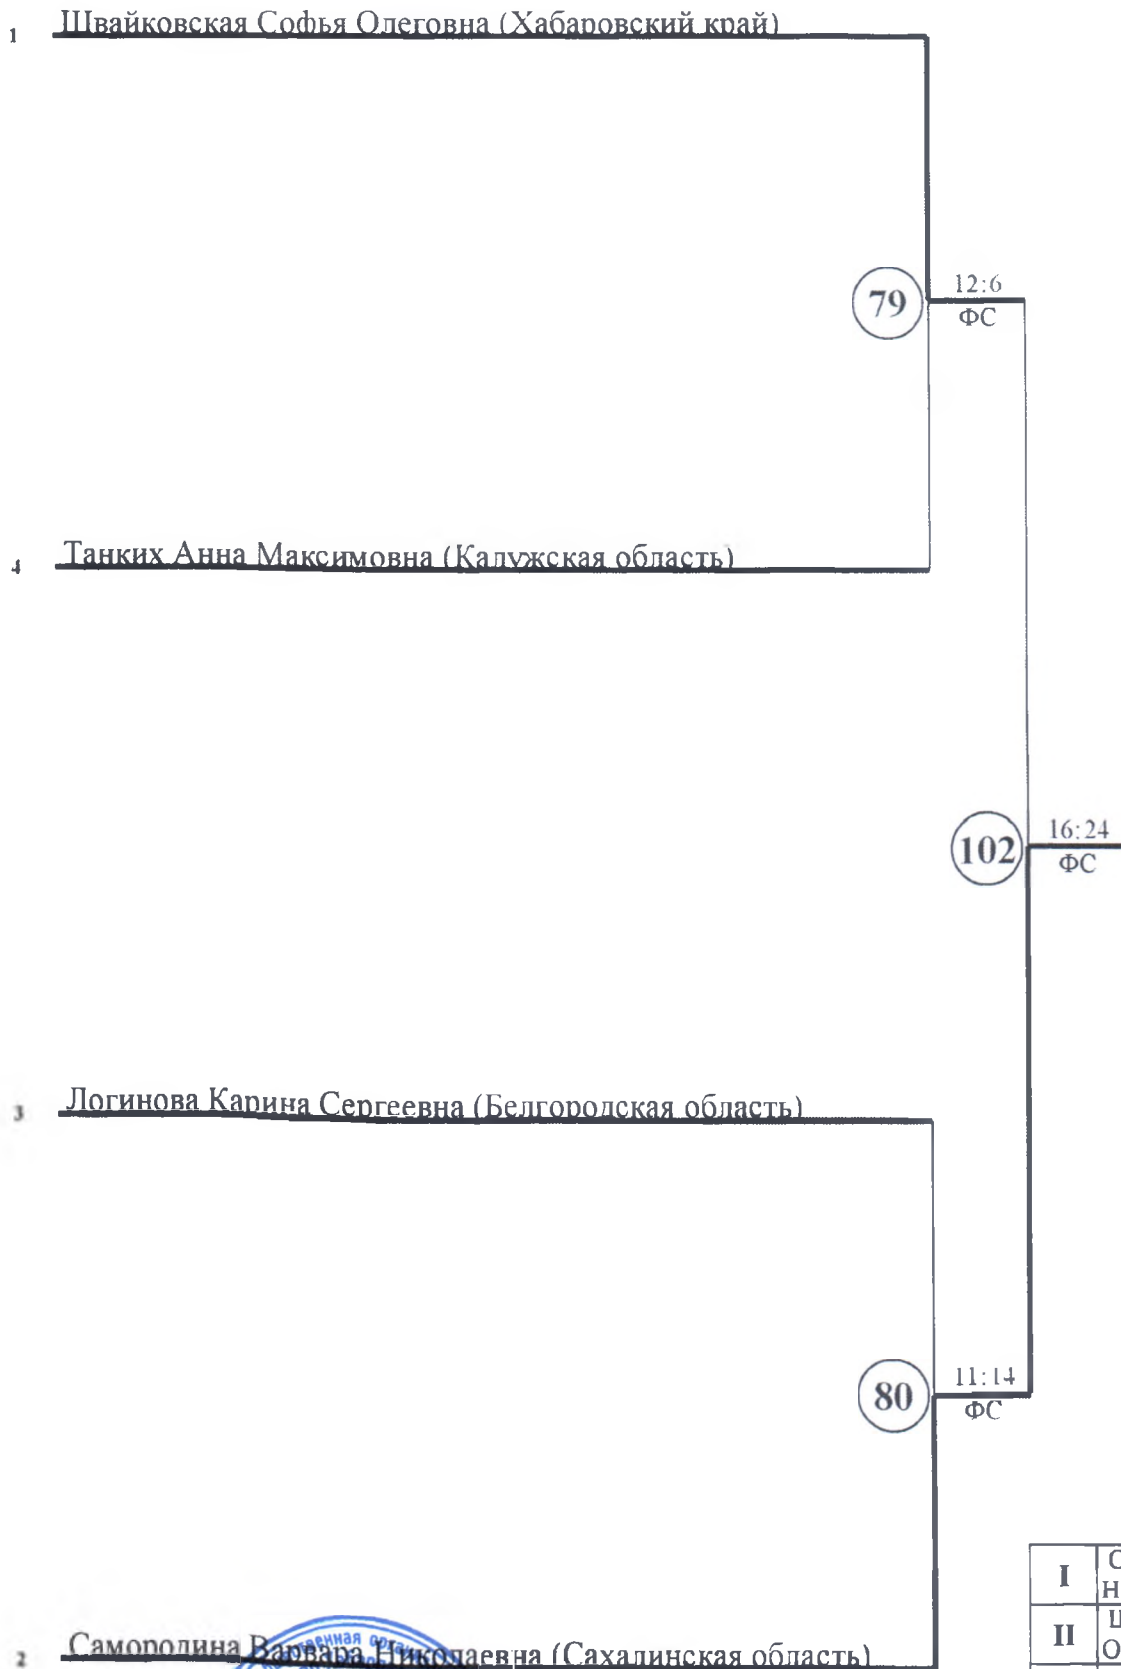 1 Швайковская Софья Олеговна (Хабаровский край)
12:6
79
ФС
4 Танких Анна Максимовна (Калужская область)
16:24
102
ФС
3 Логинова Карина Сергеевна (Белгородская область)
11:14
80
ФС
I
II
2 Самородина Варвара Николаевна (Сахалинская область)